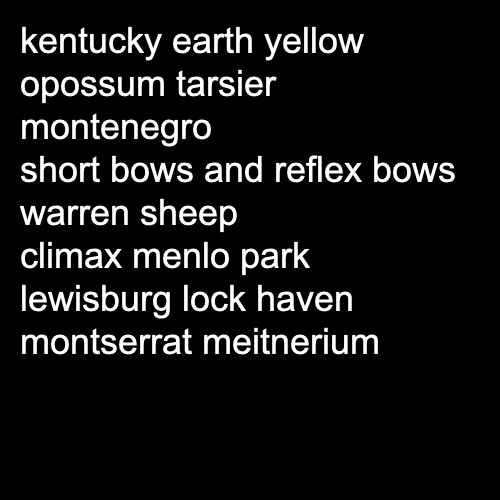 kentucky earth yellow
opossum tarsier
montenegro
short bows and reflex bows
warren sheep
climax menlo park
lewisburg lock haven
montserrat meitnerium